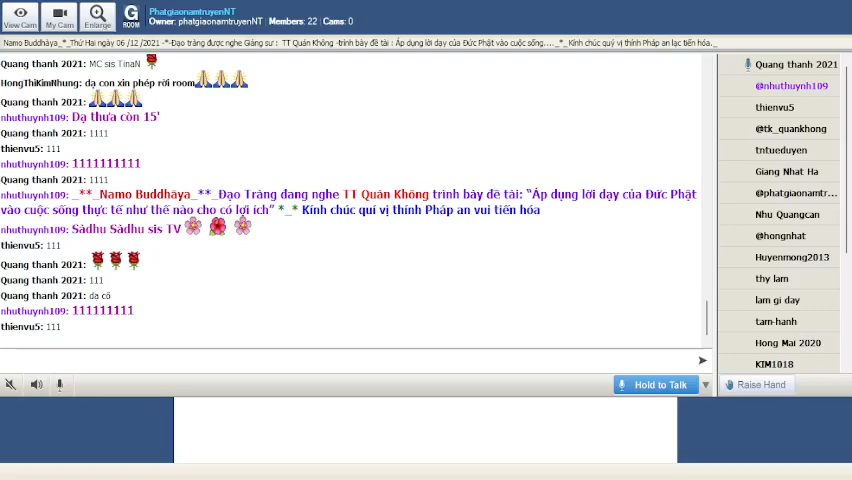 View Cam
My Cam
Enlarge
G
ROOM
PhatgiaonamtruyenNT
Owner: phatgiaonamtruyenNT | Members: 22 | Cams: 0
Namo Buddhàya_*_Thứ Hai ngày 06 /12 /2021 -*-Đạo tràng được nghe Giảng sư : TT Quán Không -trình bày đề tài : Áp dụng lời dạy của Đức Phật vào cuộc sống...._*_ Kính chúc quí vị thính Pháp an lạc tiến hóa._
Quang thanh 2021: MC sis TinaN
HongThiKimNhung: dạ con xin phép rời room
Quang thanh 2021:
nhuthuynh109: Dạ thưa còn 15'
Quang thanh 2021: 1111
thienvu5: 111
nhuthuynh109: 1111111111
Quang thanh 2021: 1111
nhuthuynh109: _**_Namo Buddhãya_**_Đạo Tràng đang nghe TT Quán Không trình bày đề tài: “Áp dụng lời dạy của Đức Phật
vào cuộc sống thực tế như thế nào cho có lợi ích” *_* Kính chúc quí vị thính Pháp an vui tiến hóa
nhuthuynh109: Sàdhu Sàdhu sis TV
thienvu5: 111
Quang thanh 2021:
Quang thanh 2021: 111
Quang thanh 2021: dạ cô
nhuthuynh109: 111111111
thienvu5: 111
Quang thanh 2021
@nhuthuynh109
thienvu5
@tk_quankhong
tntueduyen
Giang Nhat Ha
@phatgiaonamtr...
Nhu Quangcan
@hongnhat
Huyenmong2013
thy lam
lam gi day
tam-hanh
Hong Mai 2020
KIM1018
Hold to Talk
Raise Hand